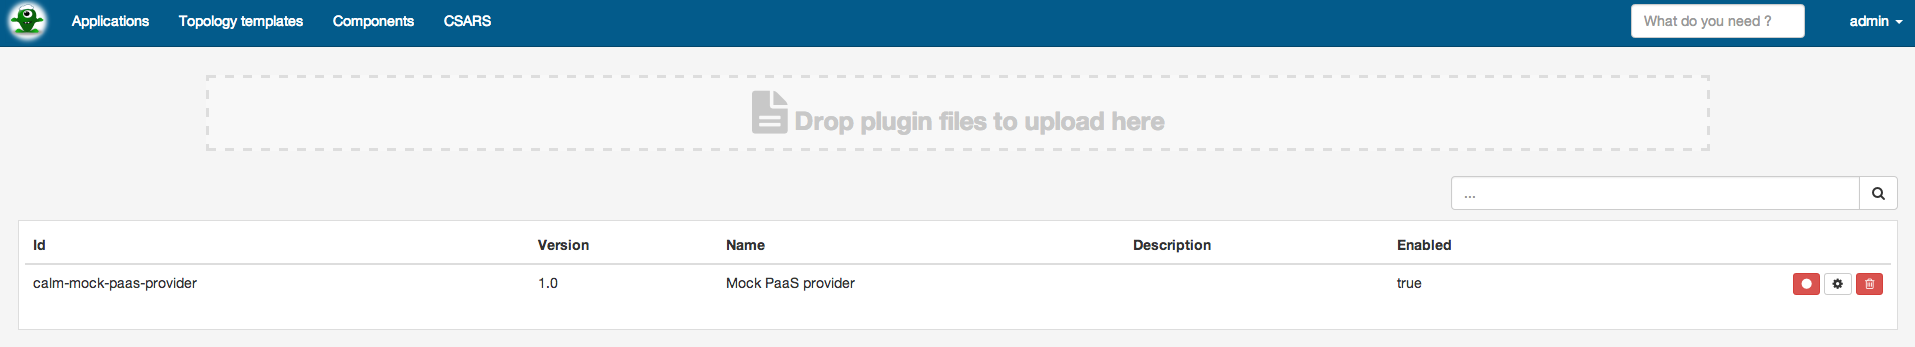 Applications Topology templates Components CSARS What do you need ? admin
Drop plugin files to upload here
...
Id Version Name Description Enabled
calm-mock-paas-provider 1.0 Mock PaaS provider true